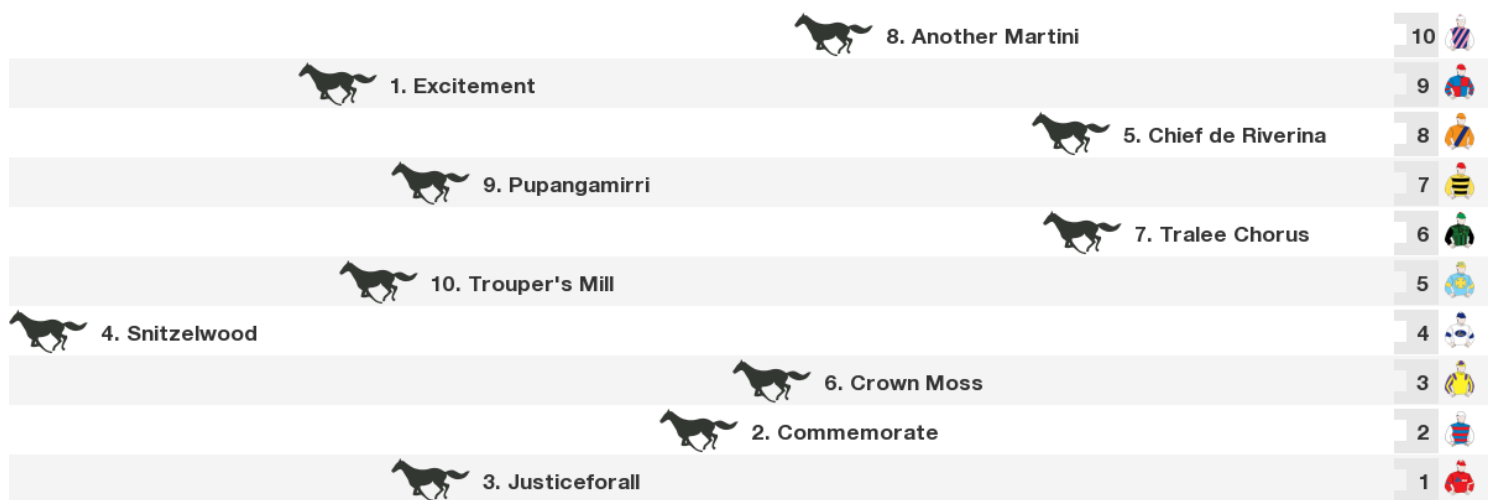 8. Another Martini 10
1. Excitement 9
5. Chief de Riverina 8
9. Pupangamirri 7
7. Tralee Chorus 6
10. Trouper's Mill 5
4. Snitzelwood 4
6. Crown Moss 3
2. Commemorate 2
3. Justiceforall 1